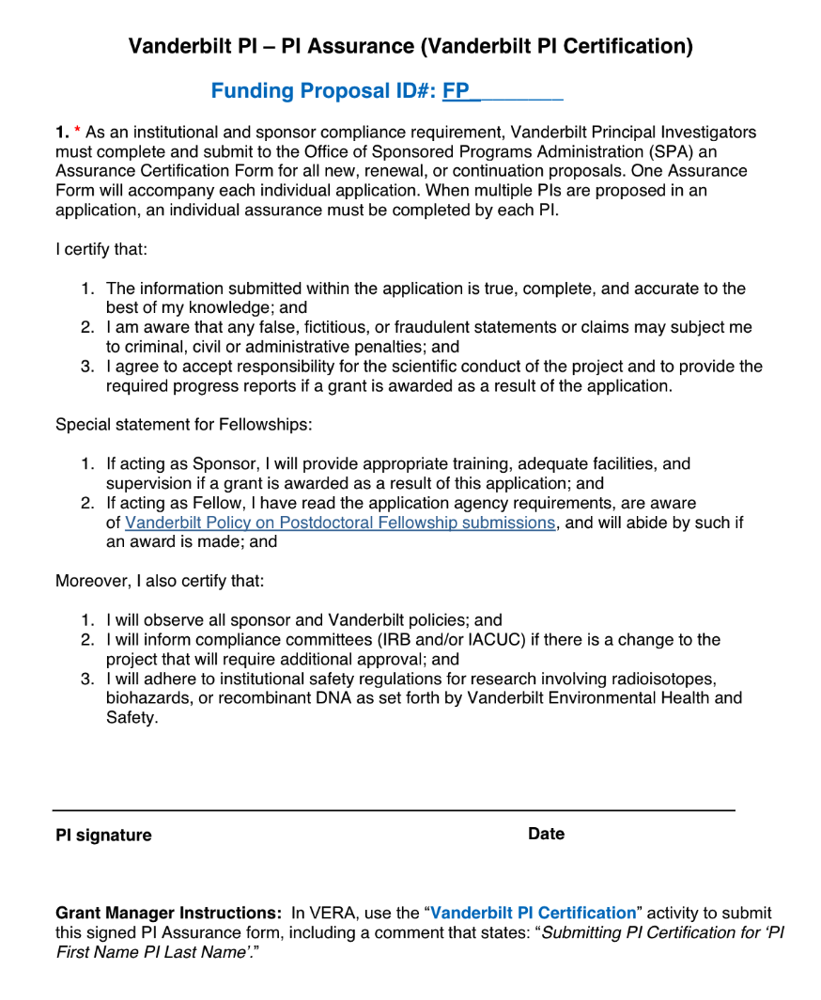 Vanderbilt PI – PI Assurance (Vanderbilt PI Certification)
Funding Proposal ID#: FP_______
1. * As an institutional and sponsor compliance requirement, Vanderbilt Principal Investigators
must complete and submit to the Office of Sponsored Programs Administration (SPA) an
Assurance Certification Form for all new, renewal, or continuation proposals. One Assurance
Form will accompany each individual application. When multiple PIs are proposed in an
application, an individual assurance must be completed by each PI.
I certify that:
1. The information submitted within the application is true, complete, and accurate to the
best of my knowledge; and
2. I am aware that any false, fictitious, or fraudulent statements or claims may subject me
to criminal, civil or administrative penalties; and
3. I agree to accept responsibility for the scientific conduct of the project and to provide the
required progress reports if a grant is awarded as a result of the application.
Special statement for Fellowships:
1. If acting as Sponsor, I will provide appropriate training, adequate facilities, and
supervision if a grant is awarded as a result of this application; and
2. If acting as Fellow, I have read the application agency requirements, are aware
of Vanderbilt Policy on Postdoctoral Fellowship submissions, and will abide by such if
an award is made; and
Moreover, I also certify that:
1. I will observe all sponsor and Vanderbilt policies; and
2. I will inform compliance committees (IRB and/or IACUC) if there is a change to the
project that will require additional approval; and
3. I will adhere to institutional safety regulations for research involving radioisotopes,
biohazards, or recombinant DNA as set forth by Vanderbilt Environmental Health and
Safety.
PI signature Date
Grant Manager Instructions: In VERA, use the “Vanderbilt PI Certification” activity to submit
this signed PI Assurance form, including a comment that states: “Submitting PI Certification for ‘PI
First Name PI Last Name’.”